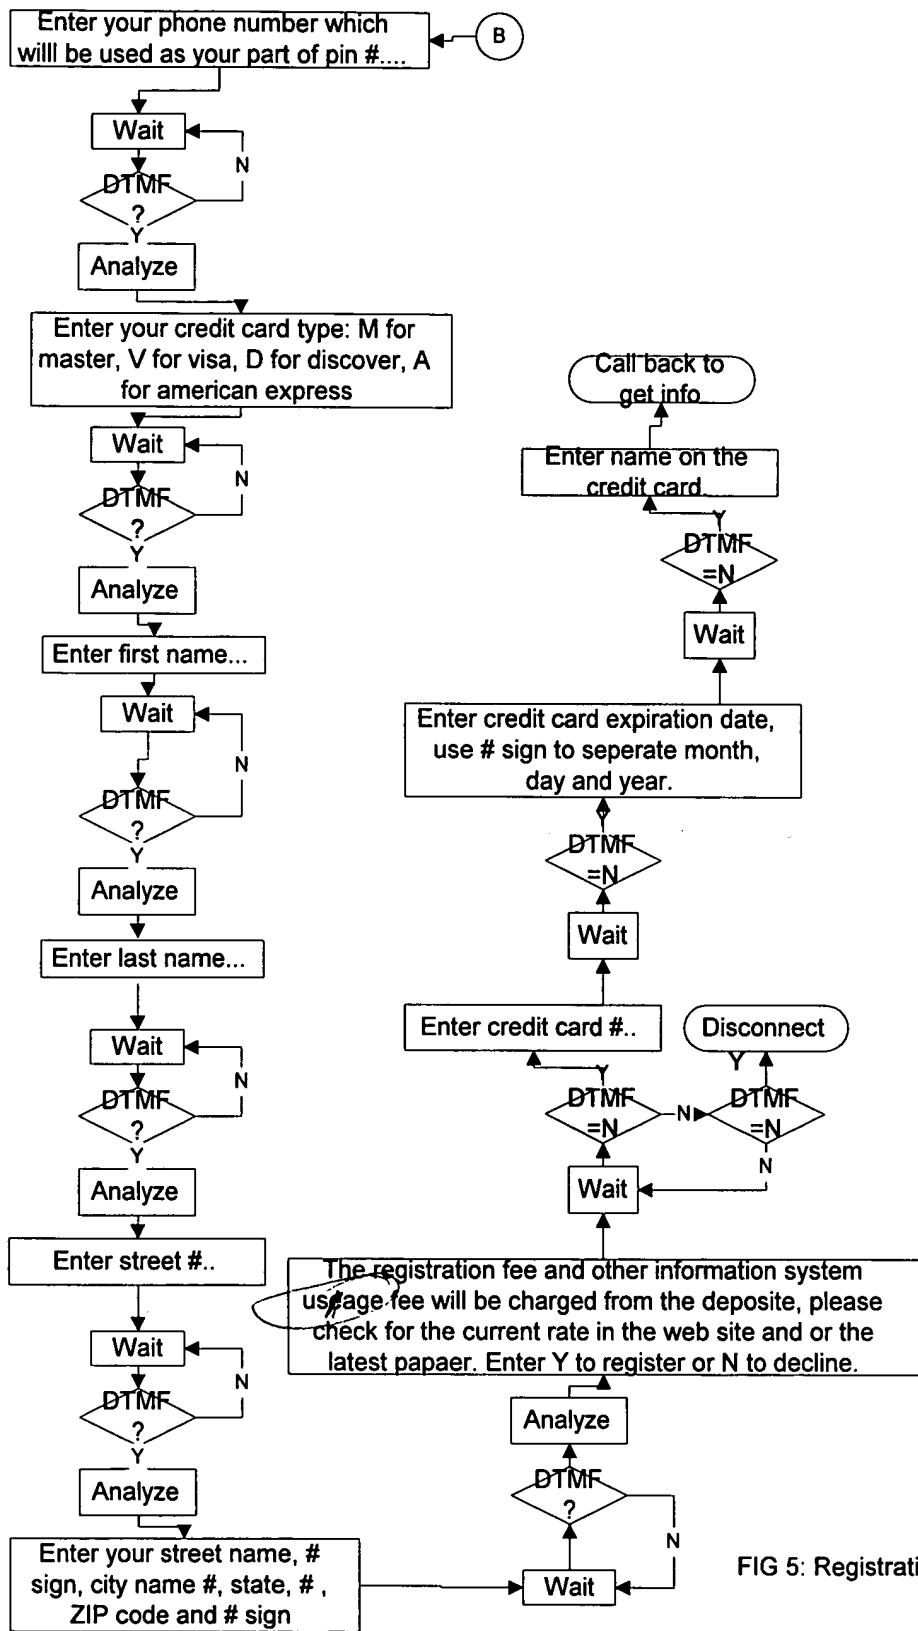 Enter your phone number which
willl be used as your part of pin #....
B
Wait
N
DTMF
?
Y
Analyze
Enter your credit card type: M for
master, V for visa, D for discover, A
for american express
Wait
N
DTMF
?
Y
Analyze
Enter first name...
Wait
N
DTMF
?
Y
Analyze
Enter last name...
Wait
N
DTMF
?
Y
Analyze
Enter street #..
Wait
N
DTMF
?
Y
Analyze
Enter your street name, #
sign, city name #, state, # ,
ZIP code and # sign
Wait
N
DTMF
?
Analyze
The registration fee and other information system
fee will be charged from the deposite, please
check for the current rate in the web site and or the
latest papaer. Enter Y to register or N to decline.
Wait
DTMF
=N
Y
N
DTMF
=N
N
Y
Disconnect
Enter credit card #..
Wait
DTMF
=N
Y
Enter credit card expiration date,
use # sign to seperate month,
day and year.
Wait
DTMF
=N
Y
Enter name on the
credit card
Call back to
get info
FIG 5: Registrati